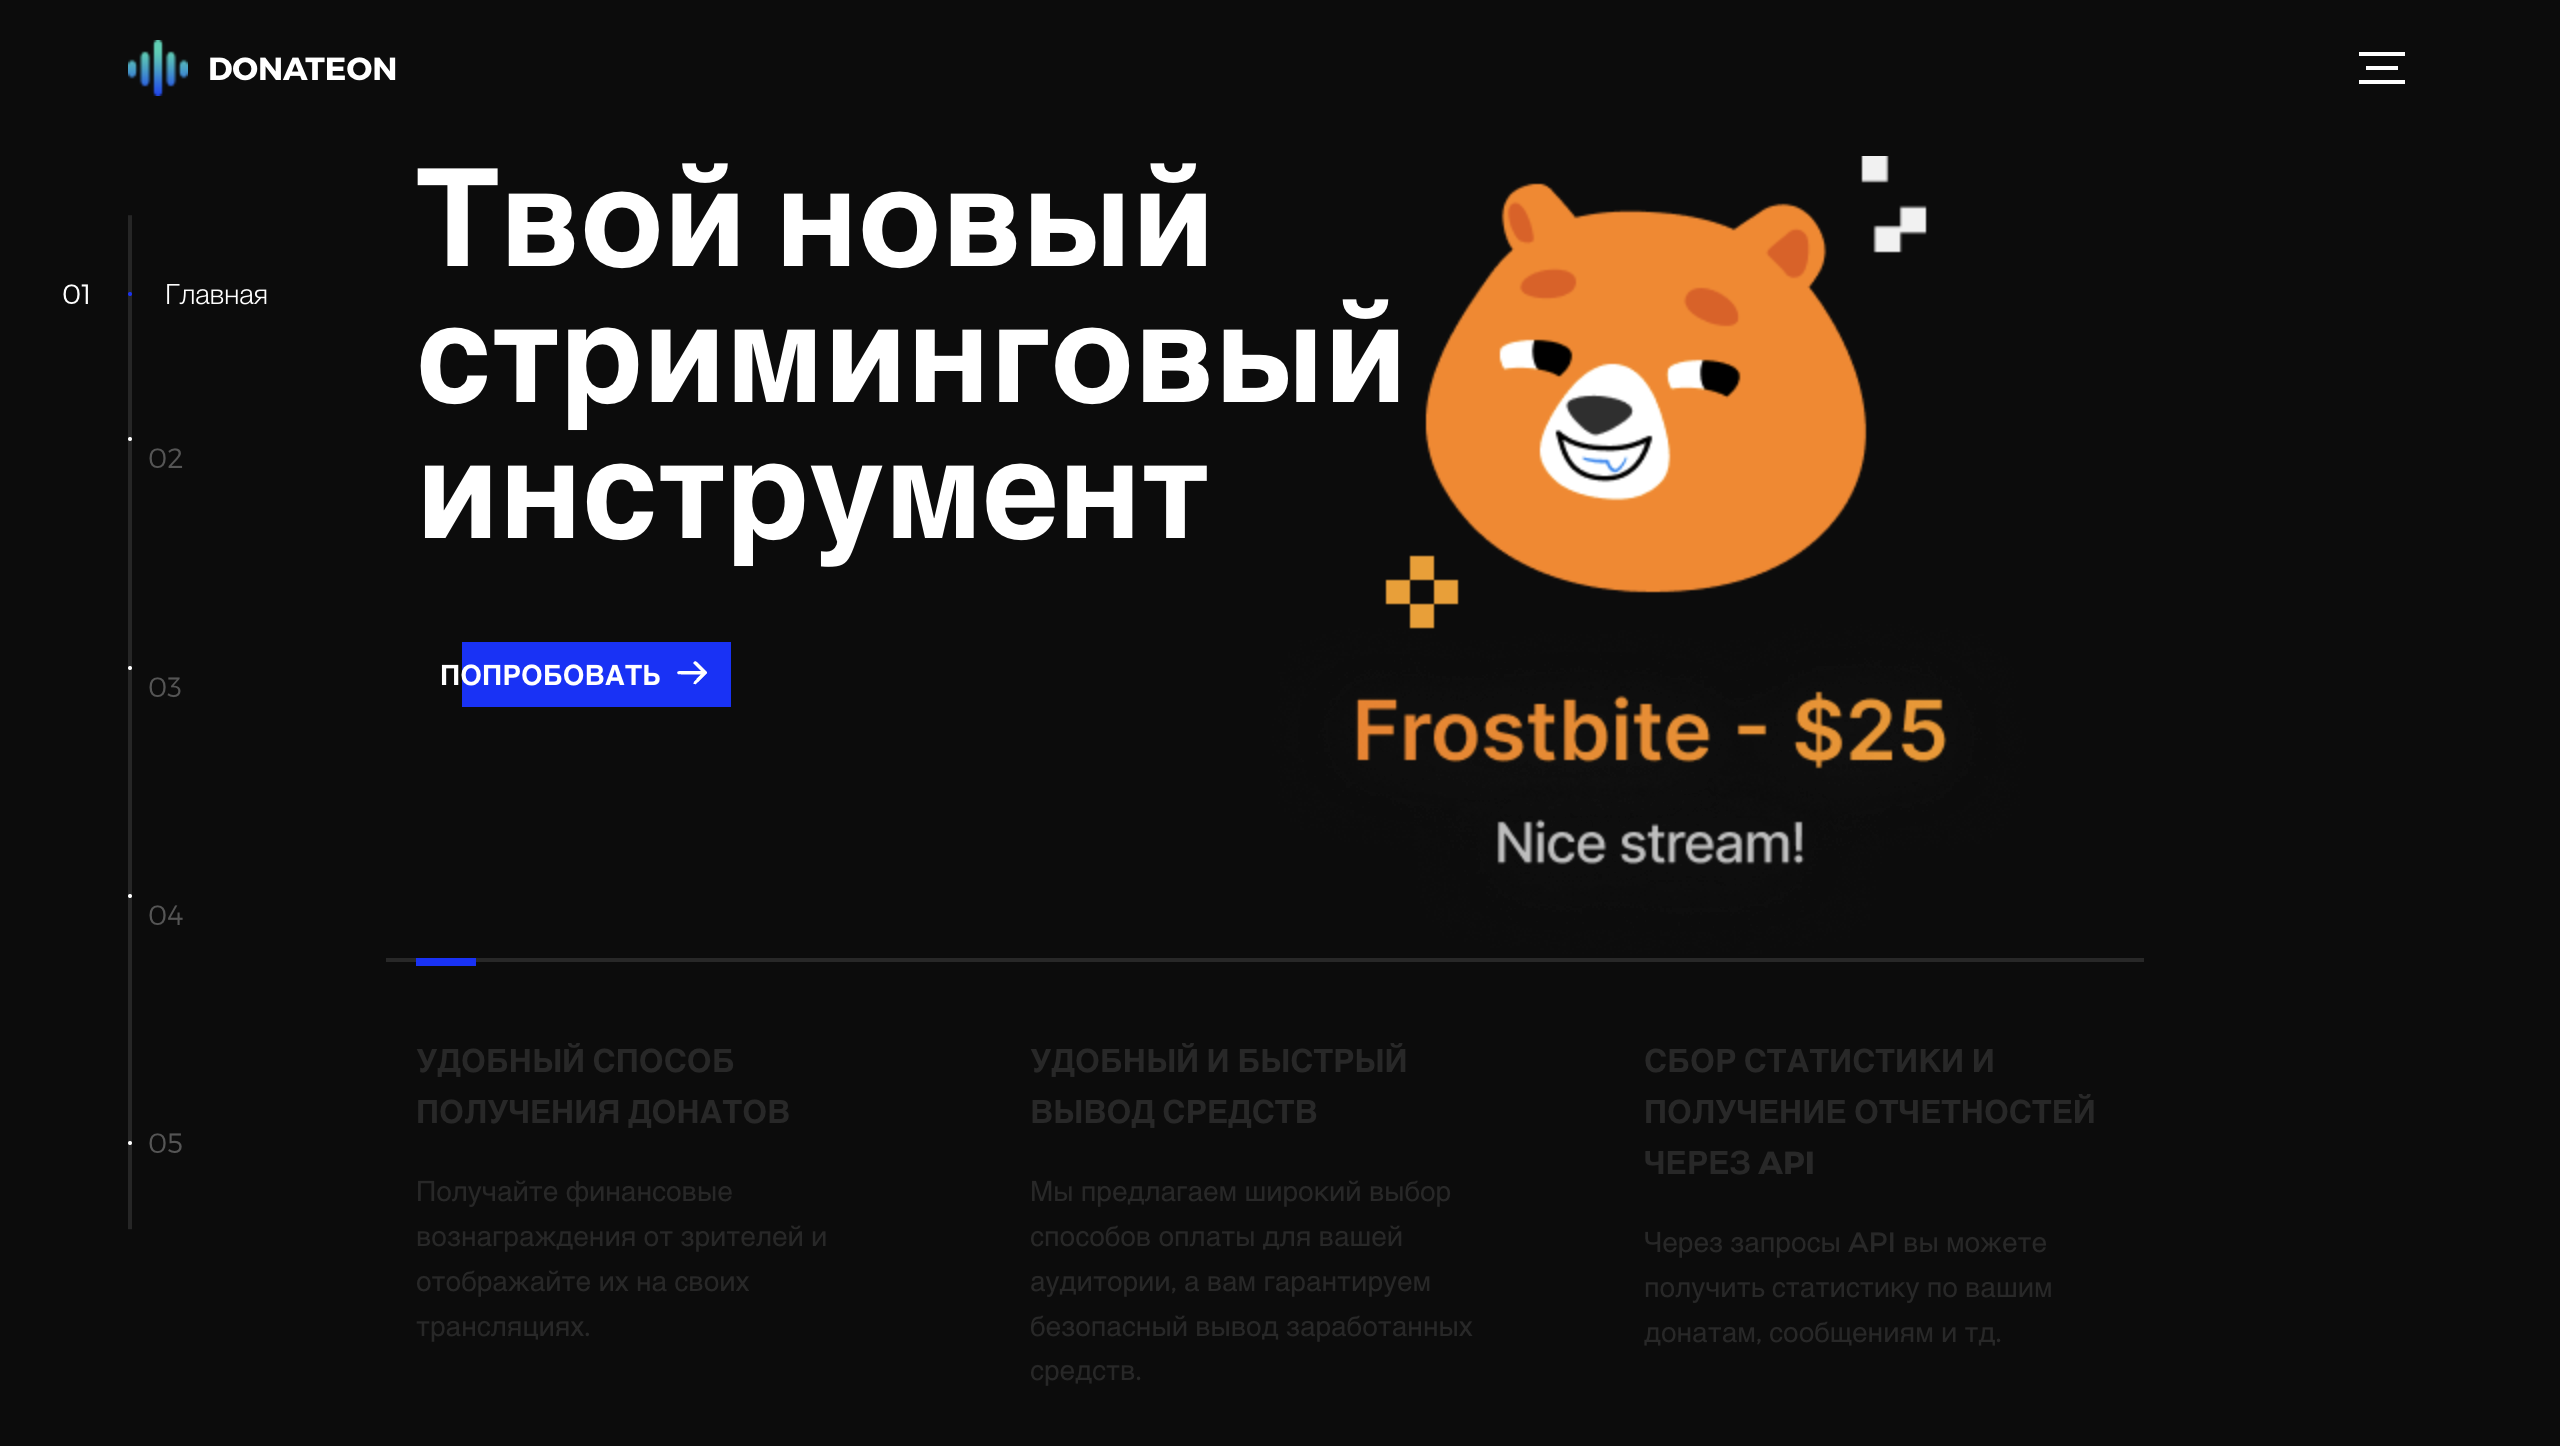 DONATEON
01 Главная
02
03
04
05
Твой новый
стриминговый
инструмент
ПОПРОБОВАТЬ
Frostbite - $25
Nice stream!
УДОБНЫЙ СПОСОБ
ПОЛУЧЕНИЯ ДОНАТОВ
Получайте финансовые
вознаграждения от зрителей и
отображайте их на своих
трансляциях.
УДОБНЫЙ И БЫСТРЫЙ
ВЫВОД СРЕДСТВ
Мы предлагаем широкий выбор
способов оплаты для вашей
аудитории, а вам гарантируем
безопасный вывод заработанных
средств.
СБОР СТАТИСТИКИ И
ПОЛУЧЕНИЕ ОТЧЕТНОСТЕЙ
ЧЕРЕЗ API
Через запросы API вы можете
получить статистику по вашим
донатам, сообщениям и тд.